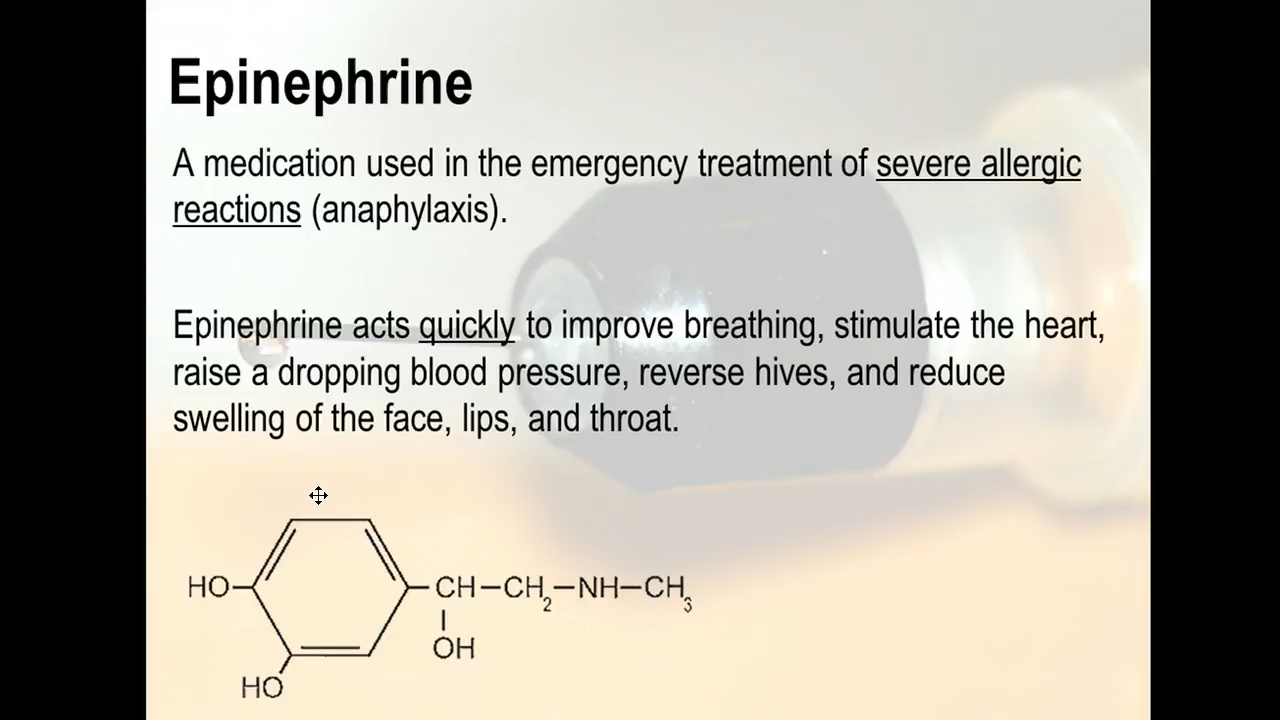 Epinephrine
A medication used in the emergency treatment of severe allergic
reactions (anaphylaxis).
Epinephrine acts quickly to improve breathing, stimulate the heart,
raise a dropping blood pressure, reverse hives, and reduce
swelling of the face, lips, and throat.
HO CH–CH2–NH–CH3
OH
HO